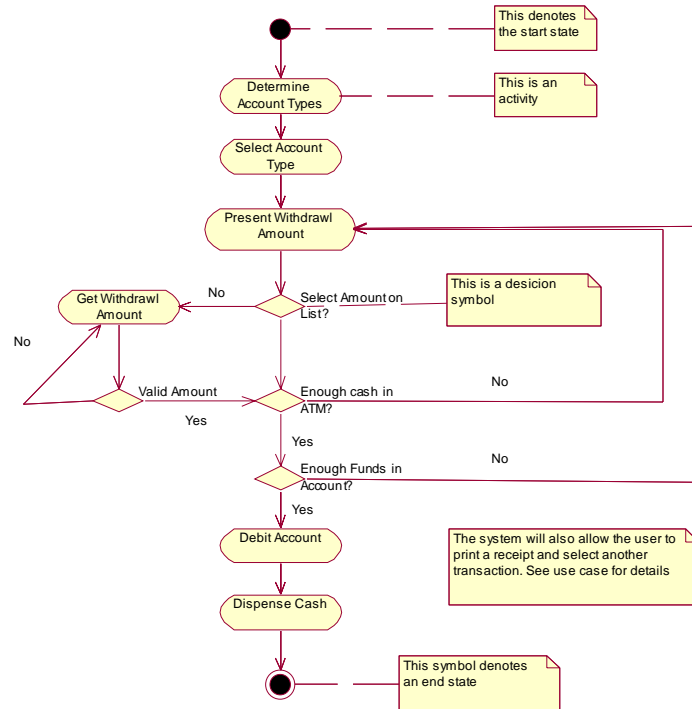 This denotes
the start state
Determine
Account Types
This is an
activity
Select Account
Type
Present Withdrawl
Amount
This is a desicion
symbol
Select Amount on
List?
No
Get Withdrawl
Amount
No
Valid Amount
Yes
Enough cash in
ATM?
No
Yes
Enough Funds in
Account?
No
Yes
Debit Account
The system will also allow the user to
print a receipt and select another
transaction. See use case for details
Dispense Cash
This symbol denotes
an end state